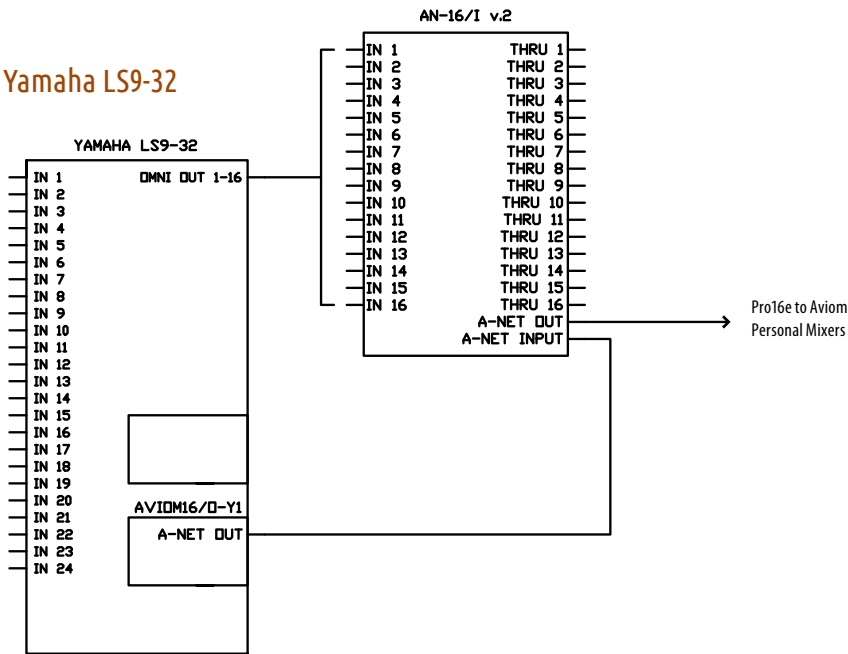 AN-16/I v.2
Yamaha LS9-32
IN 1 THRU 1
IN 2 THRU 2
IN 3 THRU 3
IN 4 THRU 4
IN 5 THRU 5
IN 6 THRU 6
IN 7 THRU 7
IN 8 THRU 8
IN 9 THRU 9
IN 10 THRU 10
IN 11 THRU 11
IN 12 THRU 12
IN 13 THRU 13
IN 14 THRU 14
IN 15 THRU 15
IN 16 THRU 16
A-NET OUT
A-NET INPUT
Pro16e to Aviom
Personal Mixers
YAMAHA LS9-32
IN 1 OMNI OUT 1-16
IN 2
IN 3
IN 4
IN 5
IN 6
IN 7
IN 8
IN 9
IN 10
IN 11
IN 12
IN 13
IN 14
IN 15
IN 16
IN 17
IN 18
IN 19
IN 20
IN 21
IN 22
IN 23
IN 24
AVIOM16/O-Y1
A-NET OUT